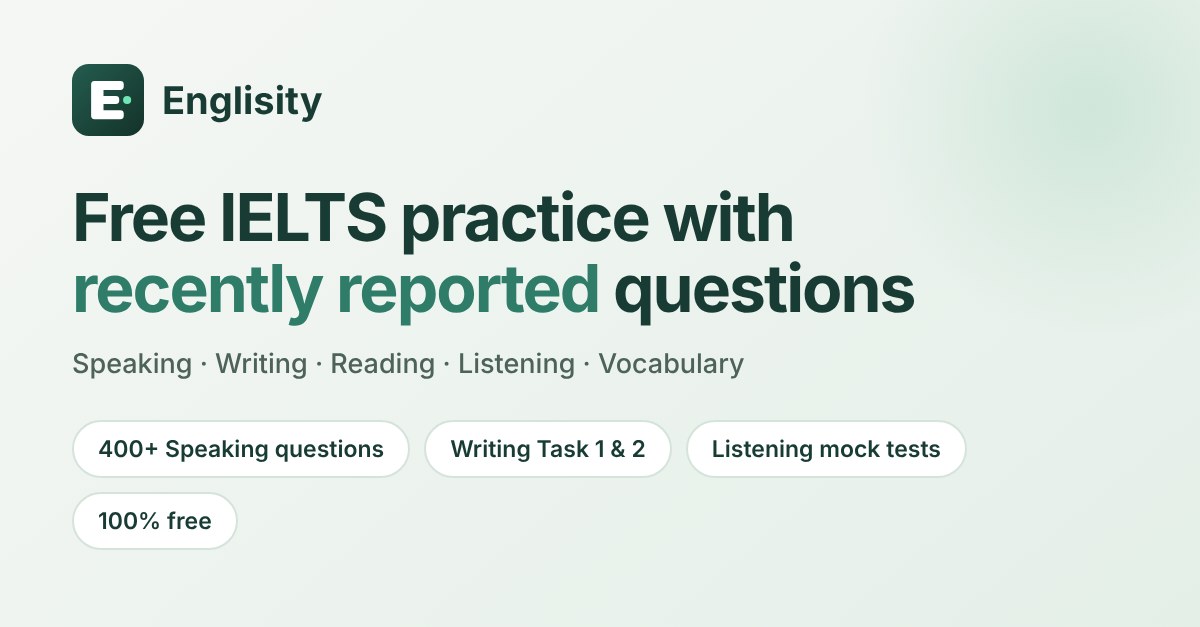 Englisity
Free IELTS practice with
recently reported questions
Speaking · Writing · Reading · Listening · Vocabulary
400+ Speaking questions
Writing Task 1 & 2
Listening mock tests
100% free